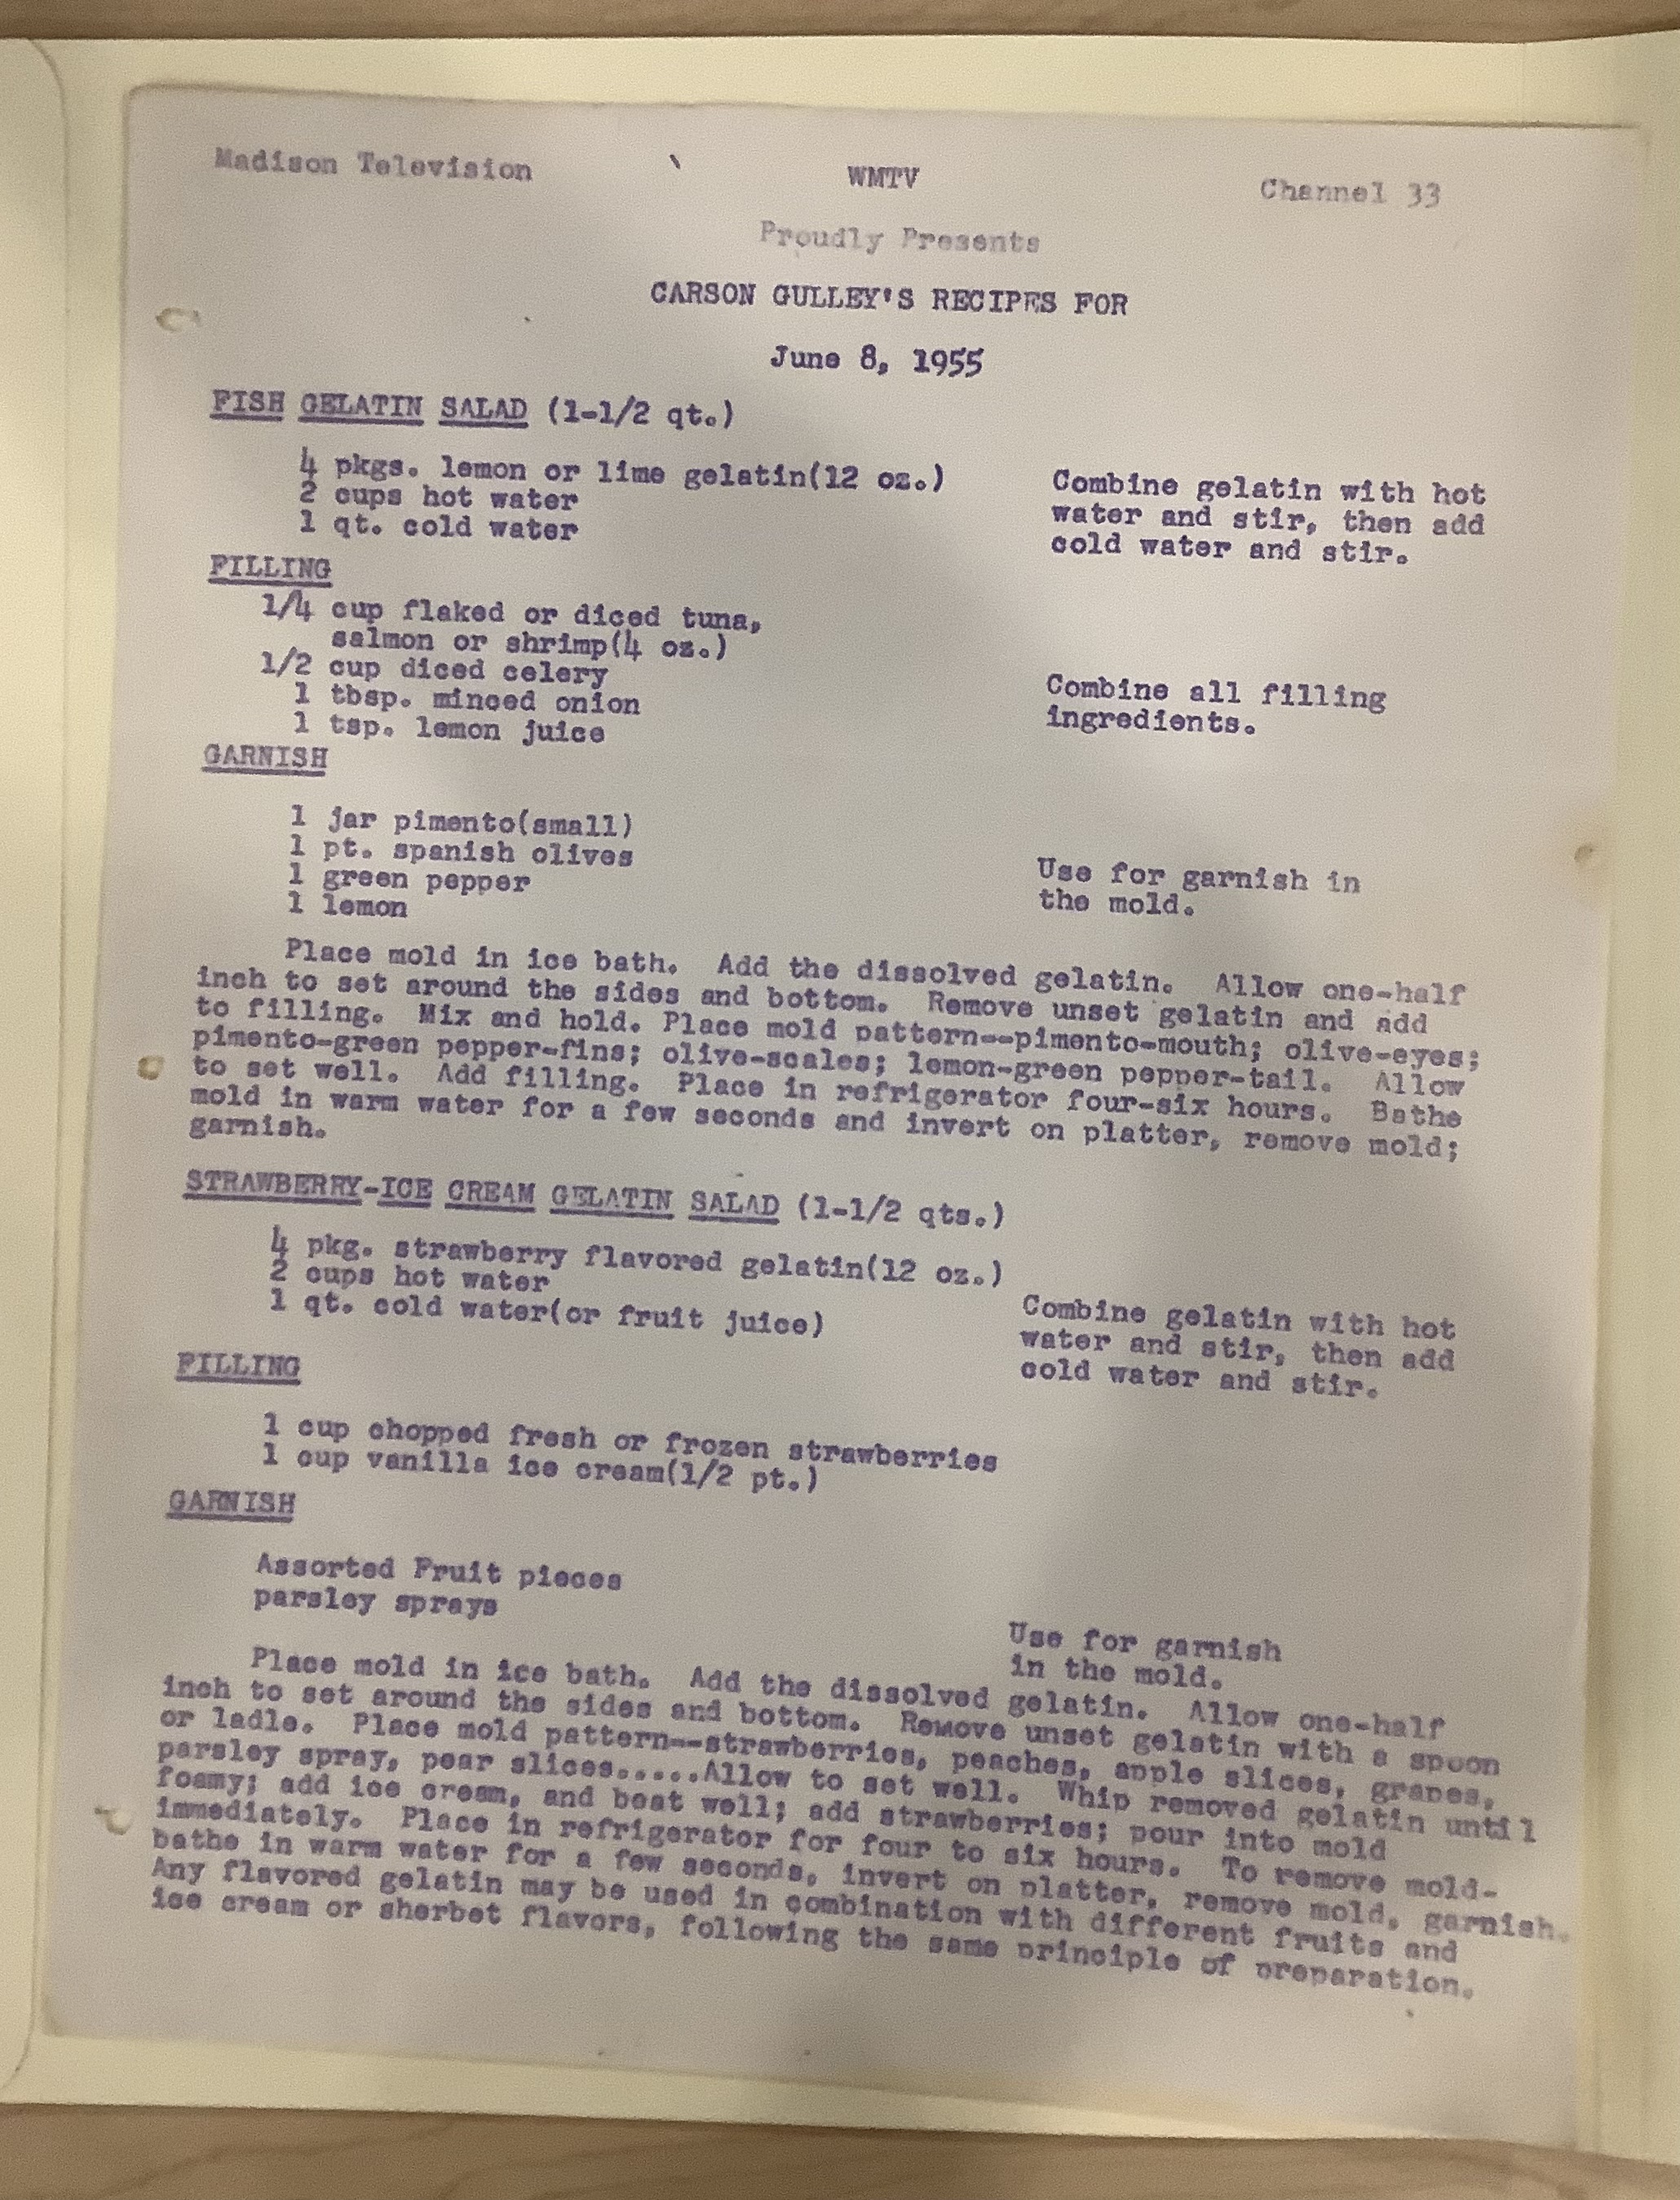 Madison Television WMTV Channel 33
Proudly Presents
CARSON GULLEY'S RECIPES FOR
June 8, 1955
FISH GELATIN SALAD (1-1/2 qt.)
4 pkgs. lemon or lime gelatin(12 oz.)
2 cups hot water
1 qt. cold water
Combine gelatin with hot
water and stir, then add
cold water and stir.
FILLING
1/4 cup flaked or diced tuna,
salmon or shrimp(4 oz.)
1/2 cup diced celery
1 tbsp. minced onion
1 tsp. lemon juice
Combine all filling
ingredients.
GARNISH
1 jar pimento(small)
1 pt. spanish olives
1 green pepper
1 lemon
Use for garnish in
the mold.
Place mold in ice bath. Add the dissolved gelatin. Allow one-half
inch to set around the sides and bottom. Remove unset gelatin and add
to filling. Mix and hold. Place mold pattern--pimento-mouth; olive-eyes;
pimento-green pepper-fins; olive-scales; lemon-green pepper-tail. Allow
to set well. Add filling. Place in refrigerator four-six hours. Bathe
mold in warm water for a few seconds and invert on platter, remove mold;
garnish.
STRAWBERRY-ICE CREAM GELATIN SALAD (1-1/2 qts.)
4 pkg. strawberry flavored gelatin(12 oz.)
2 cups hot water
1 qt. cold water(or fruit juice)
Combine gelatin with hot
water and stir, then add
cold water and stir.
FILLING
1 cup chopped fresh or frozen strawberries
1 cup vanilla ice cream(1/2 pt.)
GARNISH
Assorted Fruit pieces
parsley sprays
Use for garnish
in the mold.
Place mold in ice bath. Add the dissolved gelatin. Allow one-half
inch to set around the sides and bottom. Remove unset gelatin with a spoon
or ladle. Place mold pattern--strawberries, peaches, apple slices, grapes,
parsley spray, pear slices.....Allow to set well. Whip removed gelatin until
foamy; add ice cream, and beat well; add strawberries; pour into mold
immediately. Place in refrigerator for four to six hours. To remove mold-
bathe in warm water for a few seconds, invert on platter, remove mold, garnish.
Any flavored gelatin may be used in combination with different fruits and
ice cream or sherbet flavors, following the same principle of preparation.